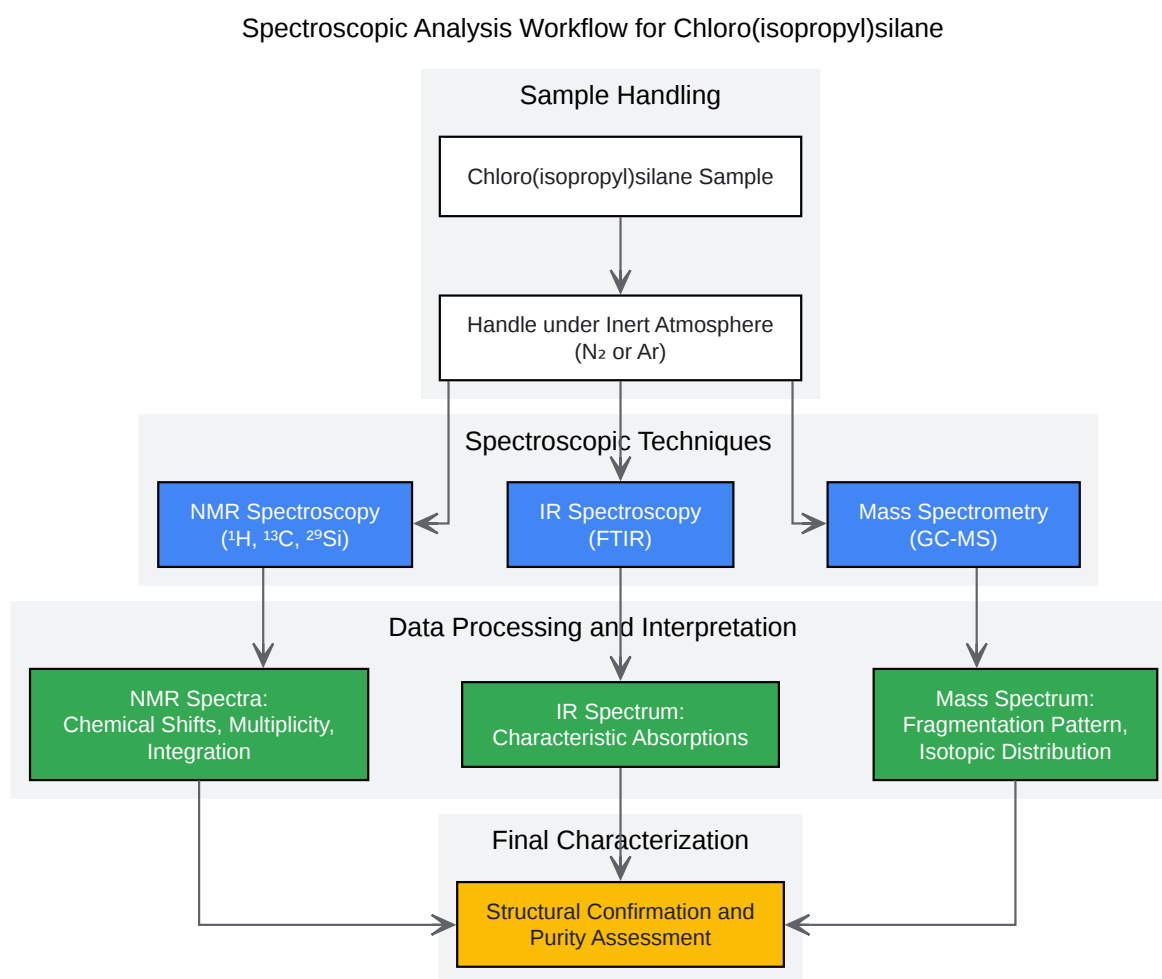 Spectroscopic Analysis Workflow for Chloro(isopropyl)silane
Sample Handling
Chloro(isopropyl)silane Sample
Handle under Inert Atmosphere
(N₂ or Ar)
Spectroscopic Techniques
NMR Spectroscopy
(¹H, ¹³C, ²⁹Si)
IR Spectroscopy
(FTIR)
Mass Spectrometry
(GC-MS)
Data Processing and Interpretation
NMR Spectra:
Chemical Shifts, Multiplicity,
Integration
IR Spectrum:
Characteristic Absorptions
Mass Spectrum:
Fragmentation Pattern,
Isotopic Distribution
Final Characterization
Structural Confirmation and
Purity Assessment